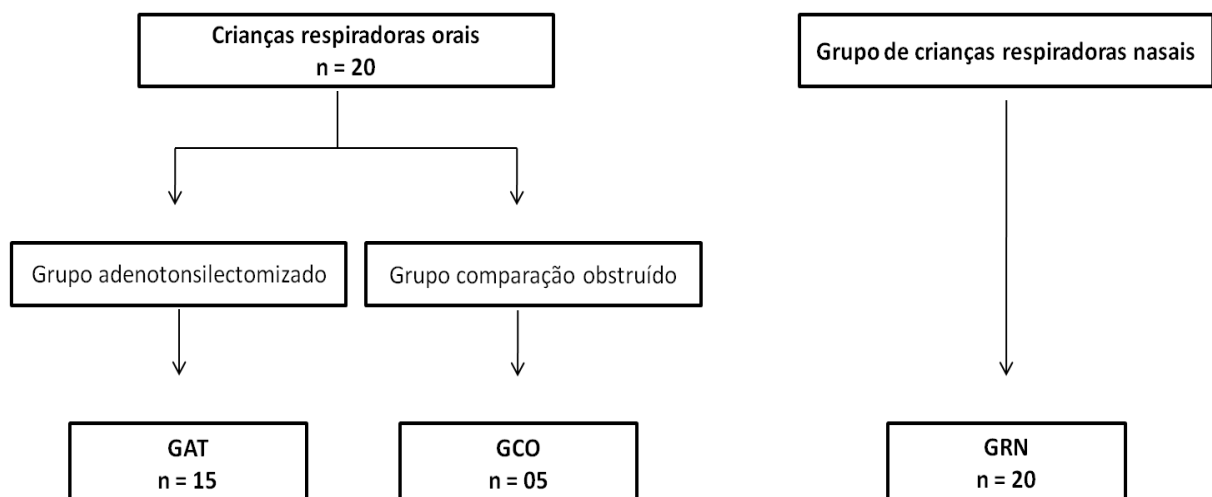 Crianças respiradoras orais
n = 20
Grupo de crianças respiradoras nasais
Grupo adenotonsilectomizado
Grupo comparação obstruído
GAT
n = 15
GCO
n = 05
GRN
n = 20